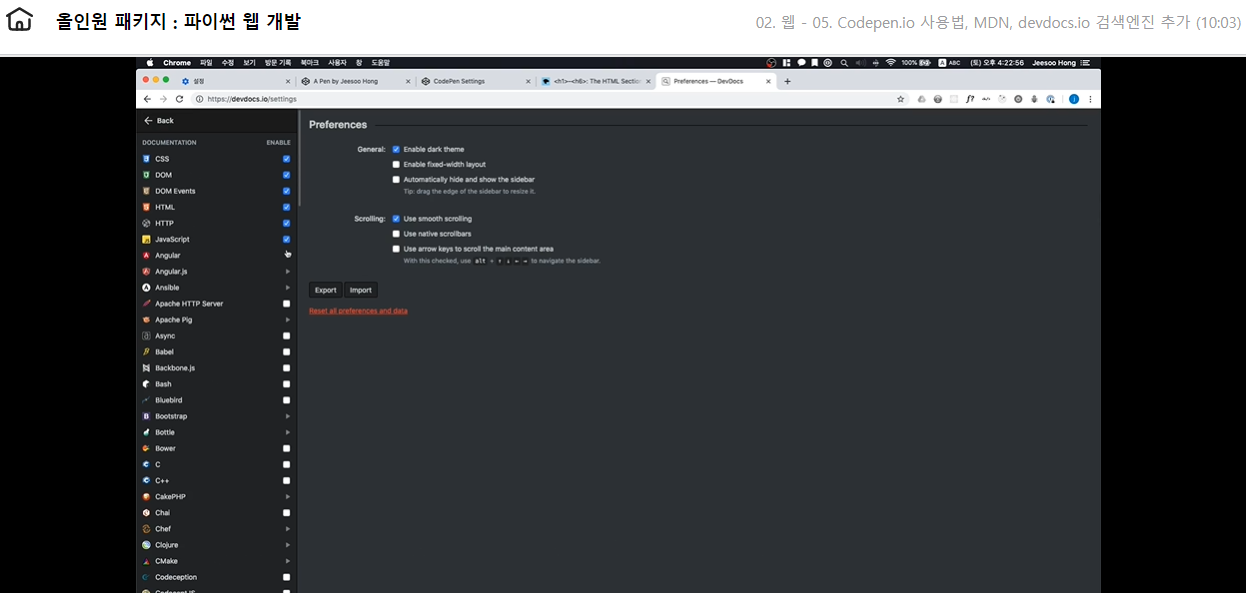 올인원 패키지 : 파이썬 웹 개발
02. 웹 - 05. Codepen.io 사용법, MDN, devdocs.io 검색엔진 추가 (10:03)
Chrome 파일 수정 보기 방문 기록 북마크 사용자 창 도움말
100% A ABC (토) 오후 4:22:56 Jeesoo Hong
설정
A Pen by Jeesoo Hong
CodePen Settings
<h1>–<h6>: The HTML Section
Preferences — DevDocs
https://devdocs.io/settings
Back
DOCUMENTATION ENABLE
CSS
DOM
DOM Events
HTML
HTTP
JavaScript
Angular
Angular.js
Ansible
Apache HTTP Server
Apache Pig
Async
Babel
Backbone.js
Bash
Bluebird
Bootstrap
Bottle
Bower
C
C++
CakePHP
Chai
Chef
Clojure
CMake
Codeception
CodeceptJS
Preferences
General: Enable dark theme
Enable fixed-width layout
Automatically hide and show the sidebar
Tip: drag the edge of the sidebar to resize it.
Scrolling: Use smooth scrolling
Use native scrollbars
Use arrow keys to scroll the main content area
With this checked, use alt + ↑ ↓ ← → to navigate the sidebar.
Export Import
Reset all preferences and data